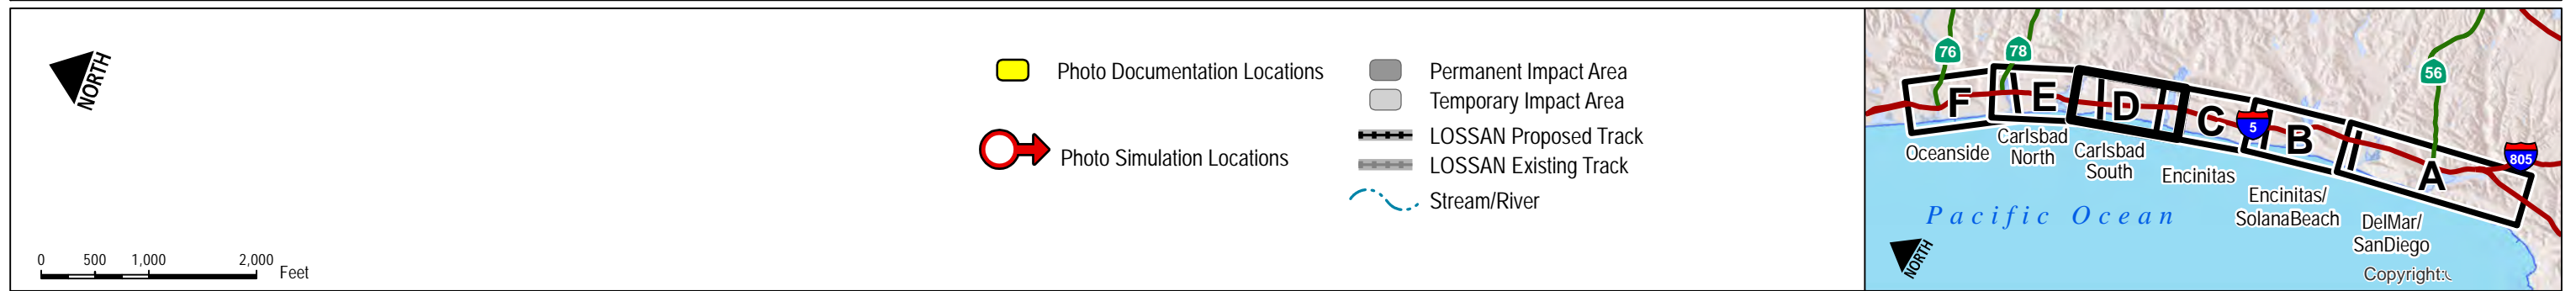 NORTH
0 500 1,000 2,000
Feet
Photo Documentation Locations
Photo Simulation Locations
Permanent Impact Area
Temporary Impact Area
LOSSAN Proposed Track
LOSSAN Existing Track
Stream/River
76
78
56
F
E
D
C
5
B
A
805
Oceanside
Carlsbad
North
Carlsbad
South
Encinitas
Encinitas/
SolanaBeach
DelMar/
SanDiego
Pacific Ocean
NORTH
Copyright: